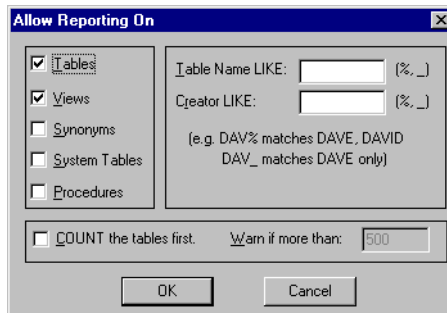 Allow Reporting On
Tables
Views
Synonyms
System Tables
Procedures
Table Name LIKE: (%, _)
Creator LIKE: (%, _)
(e.g. DAV% matches DAVE, DAVID
DAV_ matches DAVE only)
COUNT the tables first. Warn if more than: 500
OK Cancel